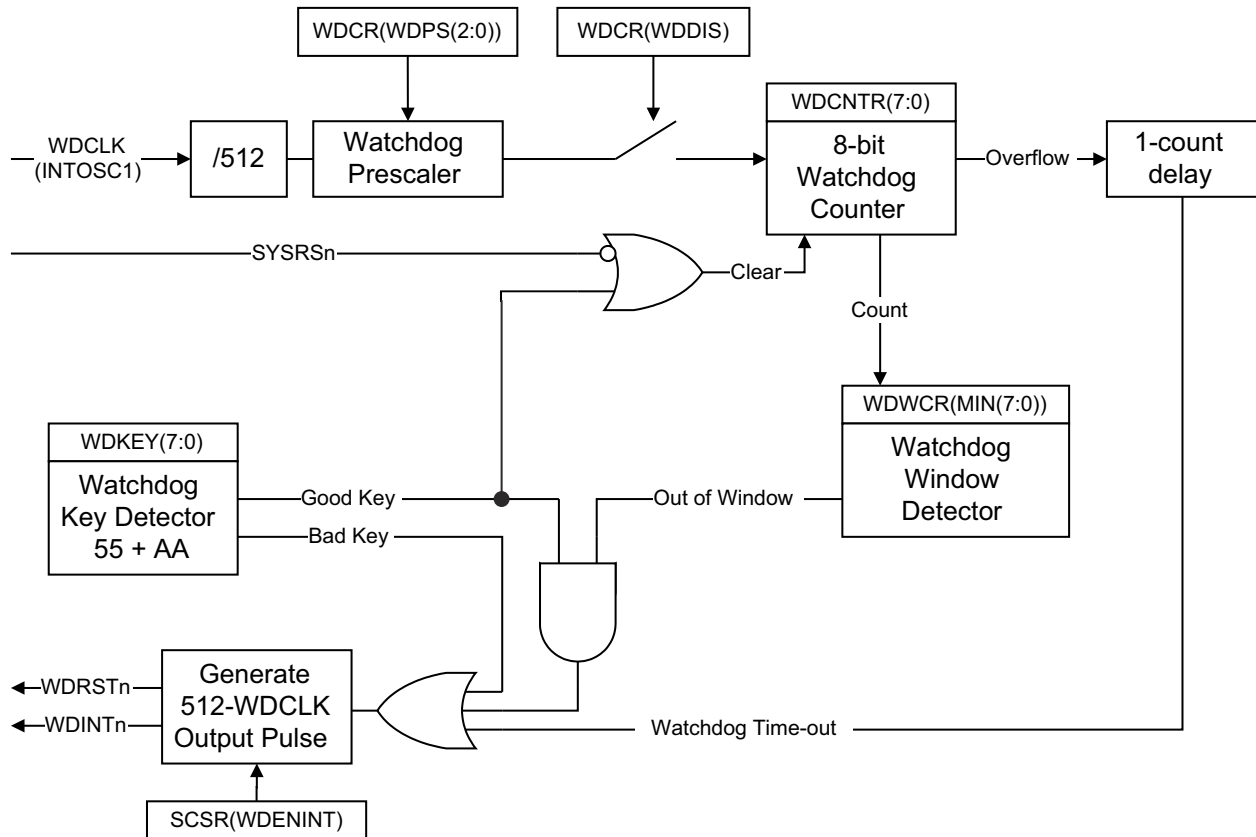 WDCR(WDPS(2:0))
WDCR(WDDIS)
WDCNTR(7:0)
WDCLK
(INTOSC1)
/512
Watchdog
Prescaler
8-bit
Watchdog
Counter
Overflow
1-count
delay
SYSRSn
Clear
Count
WDWCR(MIN(7:0))
Watchdog
Window
Detector
WDKEY(7:0)
Watchdog
Key Detector
55 + AA
Good Key
Bad Key
Out of Window
WDRSTn
WDINTn
Generate
512-WDCLK
Output Pulse
Watchdog Time-out
SCSR(WDENINT)